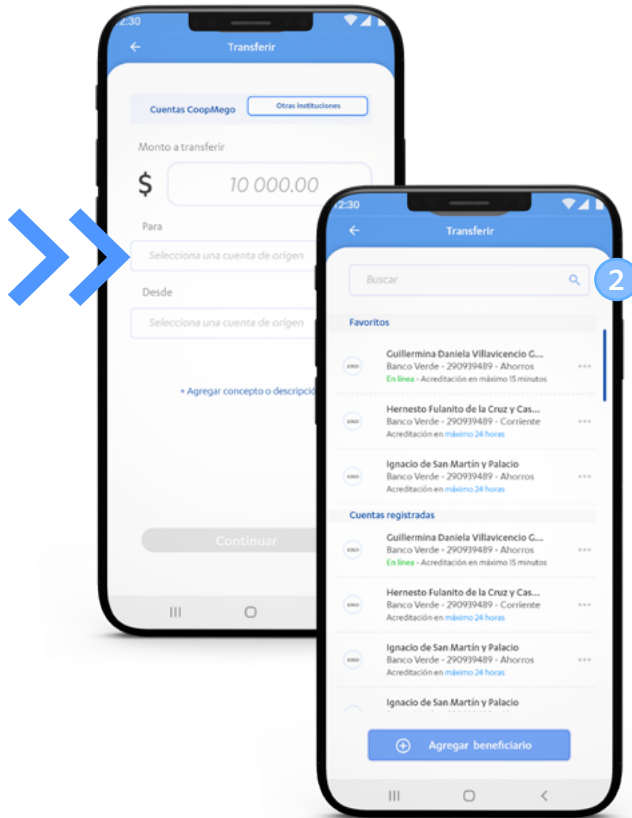 2:30
Transferir
Cuentas CoopMego
Otras instituciones
Monto a transferir
$
10 000.00
Para
Selecciona una cuenta de origen
Desde
Selecciona una cuenta de origen
+ Agregar concepto o descripció
Continuar
12:30
Transferir
Buscar
2
Favoritos
Guillermina Daniela Villavicencio G...
Banco Verde - 290939489 - Ahorros
En línea - Acreditación en máximo 15 minutos
Hernesto Fulanito de la Cruz y Cas...
Banco Verde - 290939489 - Corriente
Acreditación en máximo 24 horas
Ignacio de San Martín y Palacio
Banco Verde - 290939489 - Ahorros
Acreditación en máximo 24 horas
Cuentas registradas
Guillermina Daniela Villavicencio G...
Banco Verde - 290939489 - Ahorros
En línea - Acreditación en máximo 15 minutos
Hernesto Fulanito de la Cruz y Cas...
Banco Verde - 290939489 - Corriente
Acreditación en máximo 24 horas
Ignacio de San Martín y Palacio
Banco Verde - 290939489 - Ahorros
Acreditación en máximo 24 horas
Ignacio de San Martín y Palacio
Agregar beneficiario